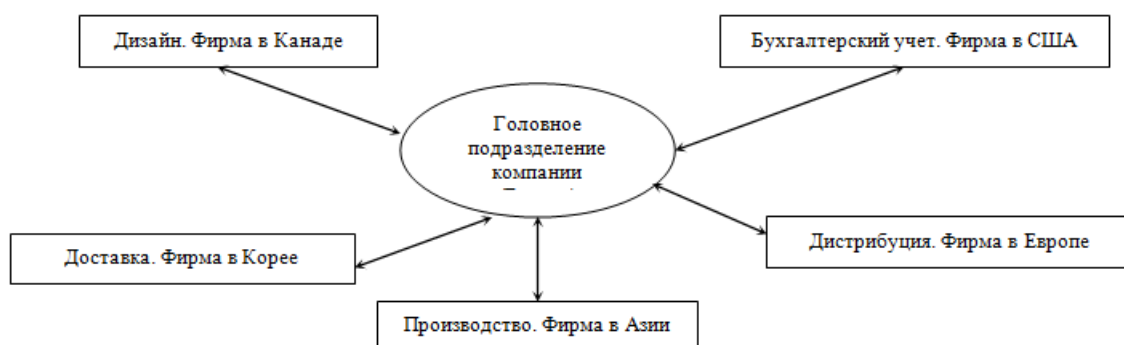 Дизайн. Фирма в Канаде
Бухгалтерский учет. Фирма в США
Головное
подразделение
компании
Доставка. Фирма в Корее
Дистрибуция. Фирма в Европе
Производство. Фирма в Азии